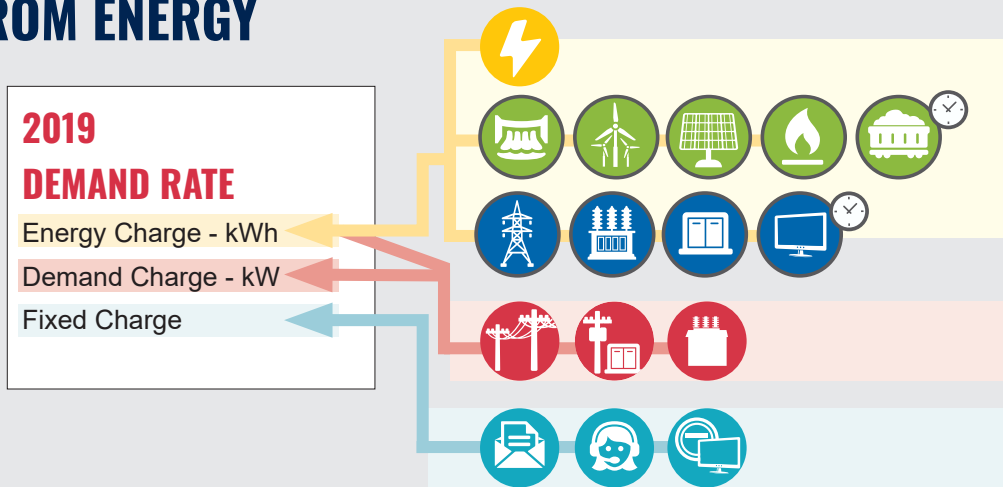 ROM ENERGY
2019
DEMAND RATE
Energy Charge - kWh
Demand Charge - kW
Fixed Charge